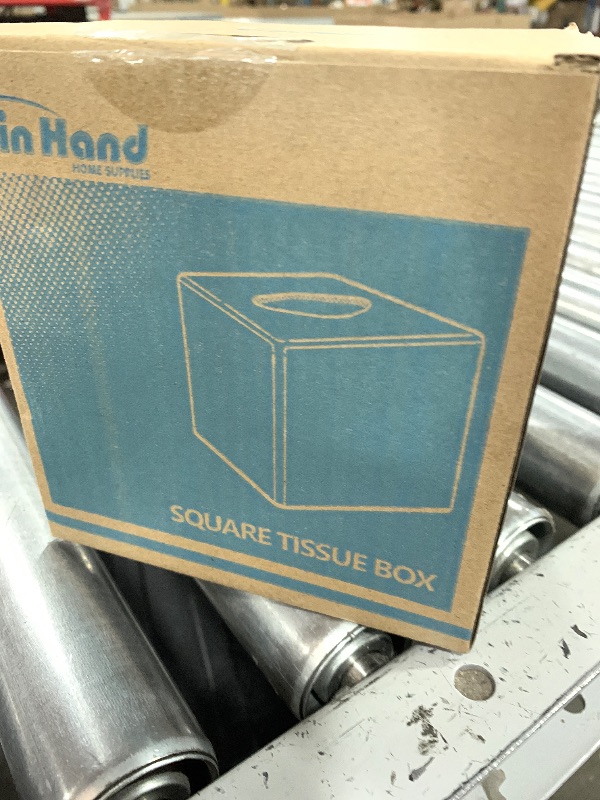 in Hand
HOME SUPPLIES
SQUARE TISSUE BOX